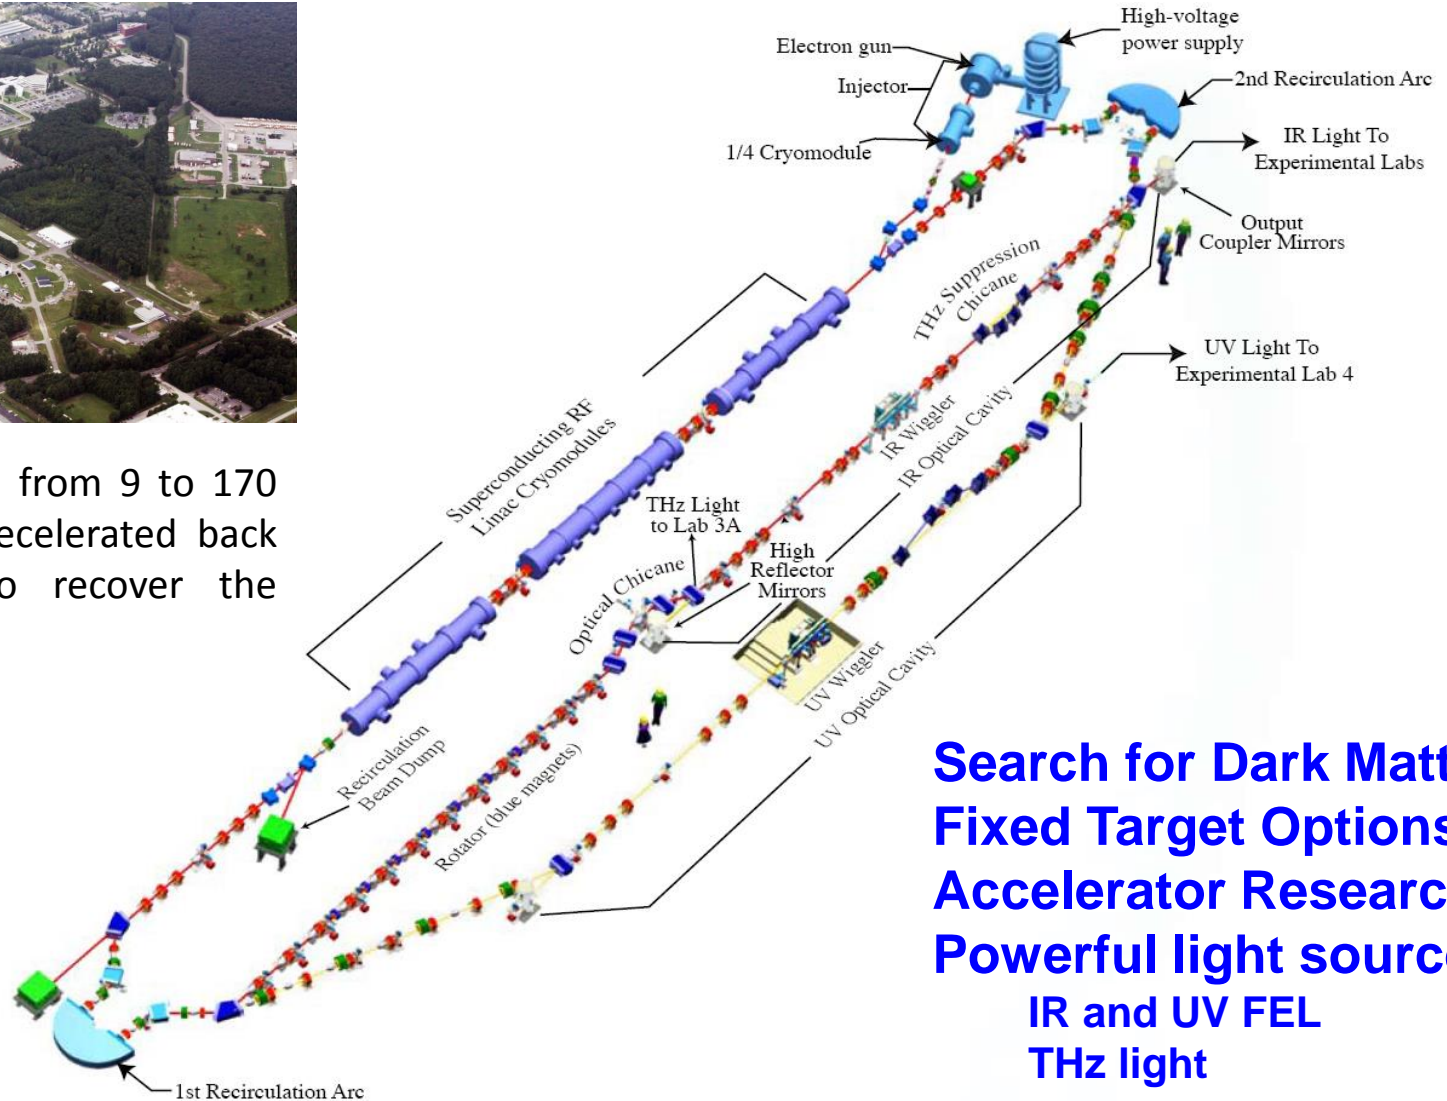 High-voltage
power supply
Electron gun
Injector
2nd Recirculation Arc
1/4 Cryomodule
IR Light To
Experimental Labs
Output
Coupler Mirrors
THz Suppression
Chicane
UV Light To
Experimental Lab 4
Superconducting RF
Linac Cryomodules
IR Wiggler
IR Optical Cavity
from 9 to 170
ecelerated back
o recover the
THz Light
to Lab 3A
High
Reflector
Mirrors
Optical Chicane
UV Wiggler
UV Optical Cavity
Recirculation
Beam Dump
Rotator (blue magnets)
1st Recirculation Arc
Search for Dark Matt
Fixed Target Options
Accelerator Researc
Powerful light source
IR and UV FEL
THz light